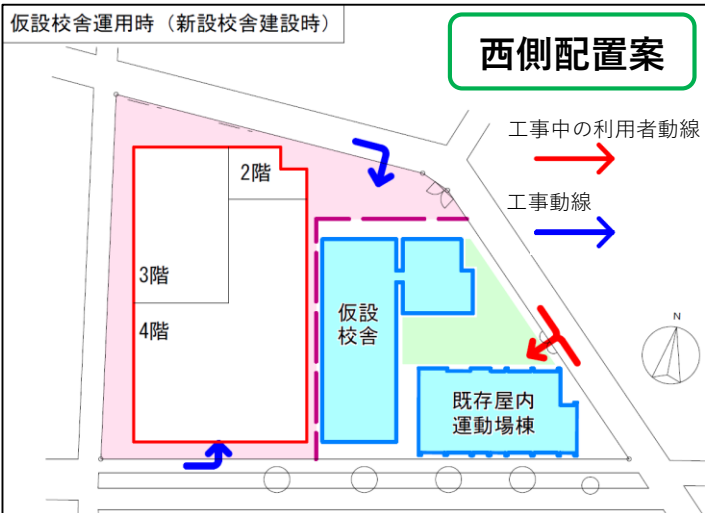 仮設校舎運用時（新設校舎建設時）
西側配置案
工事中の利用者動線
工事動線
2階
3階
4階
仮設
校舎
既存屋内
運動場棟
N